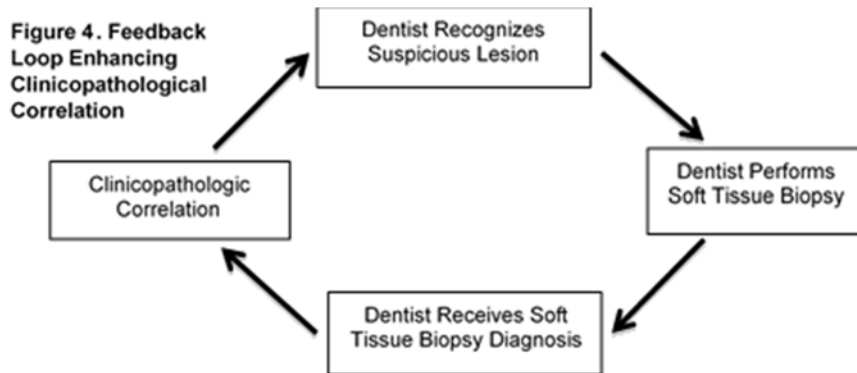 Figure 4. Feedback
Loop Enhancing
Clinicopathological
Correlation
Dentist Recognizes
Suspicious Lesion
Dentist Performs
Soft Tissue Biopsy
Dentist Receives Soft
Tissue Biopsy Diagnosis
Clinicopathologic
Correlation